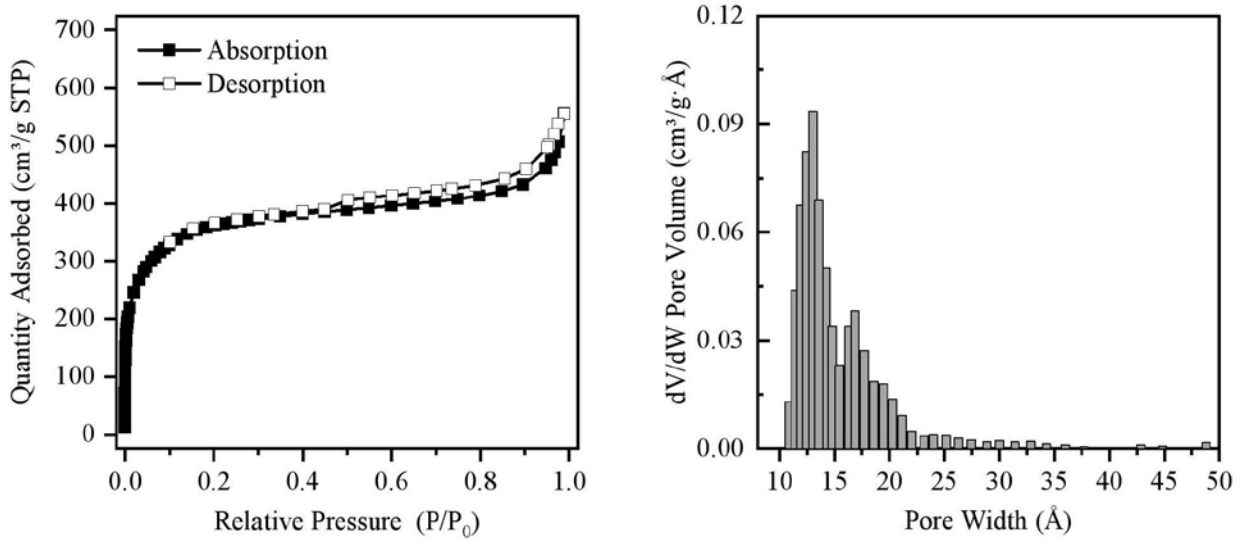 Quantity Adsorbed (cm³/g STP)
700
600
500
400
300
200
100
0
Absorption
Desorption
0.0 0.2 0.4 0.6 0.8 1.0
Relative Pressure (P/P₀)
dV/dW Pore Volume (cm³/g·Å)
0.12
0.09
0.06
0.03
0.00
10 15 20 25 30 35 40 45 50
Pore Width (Å)